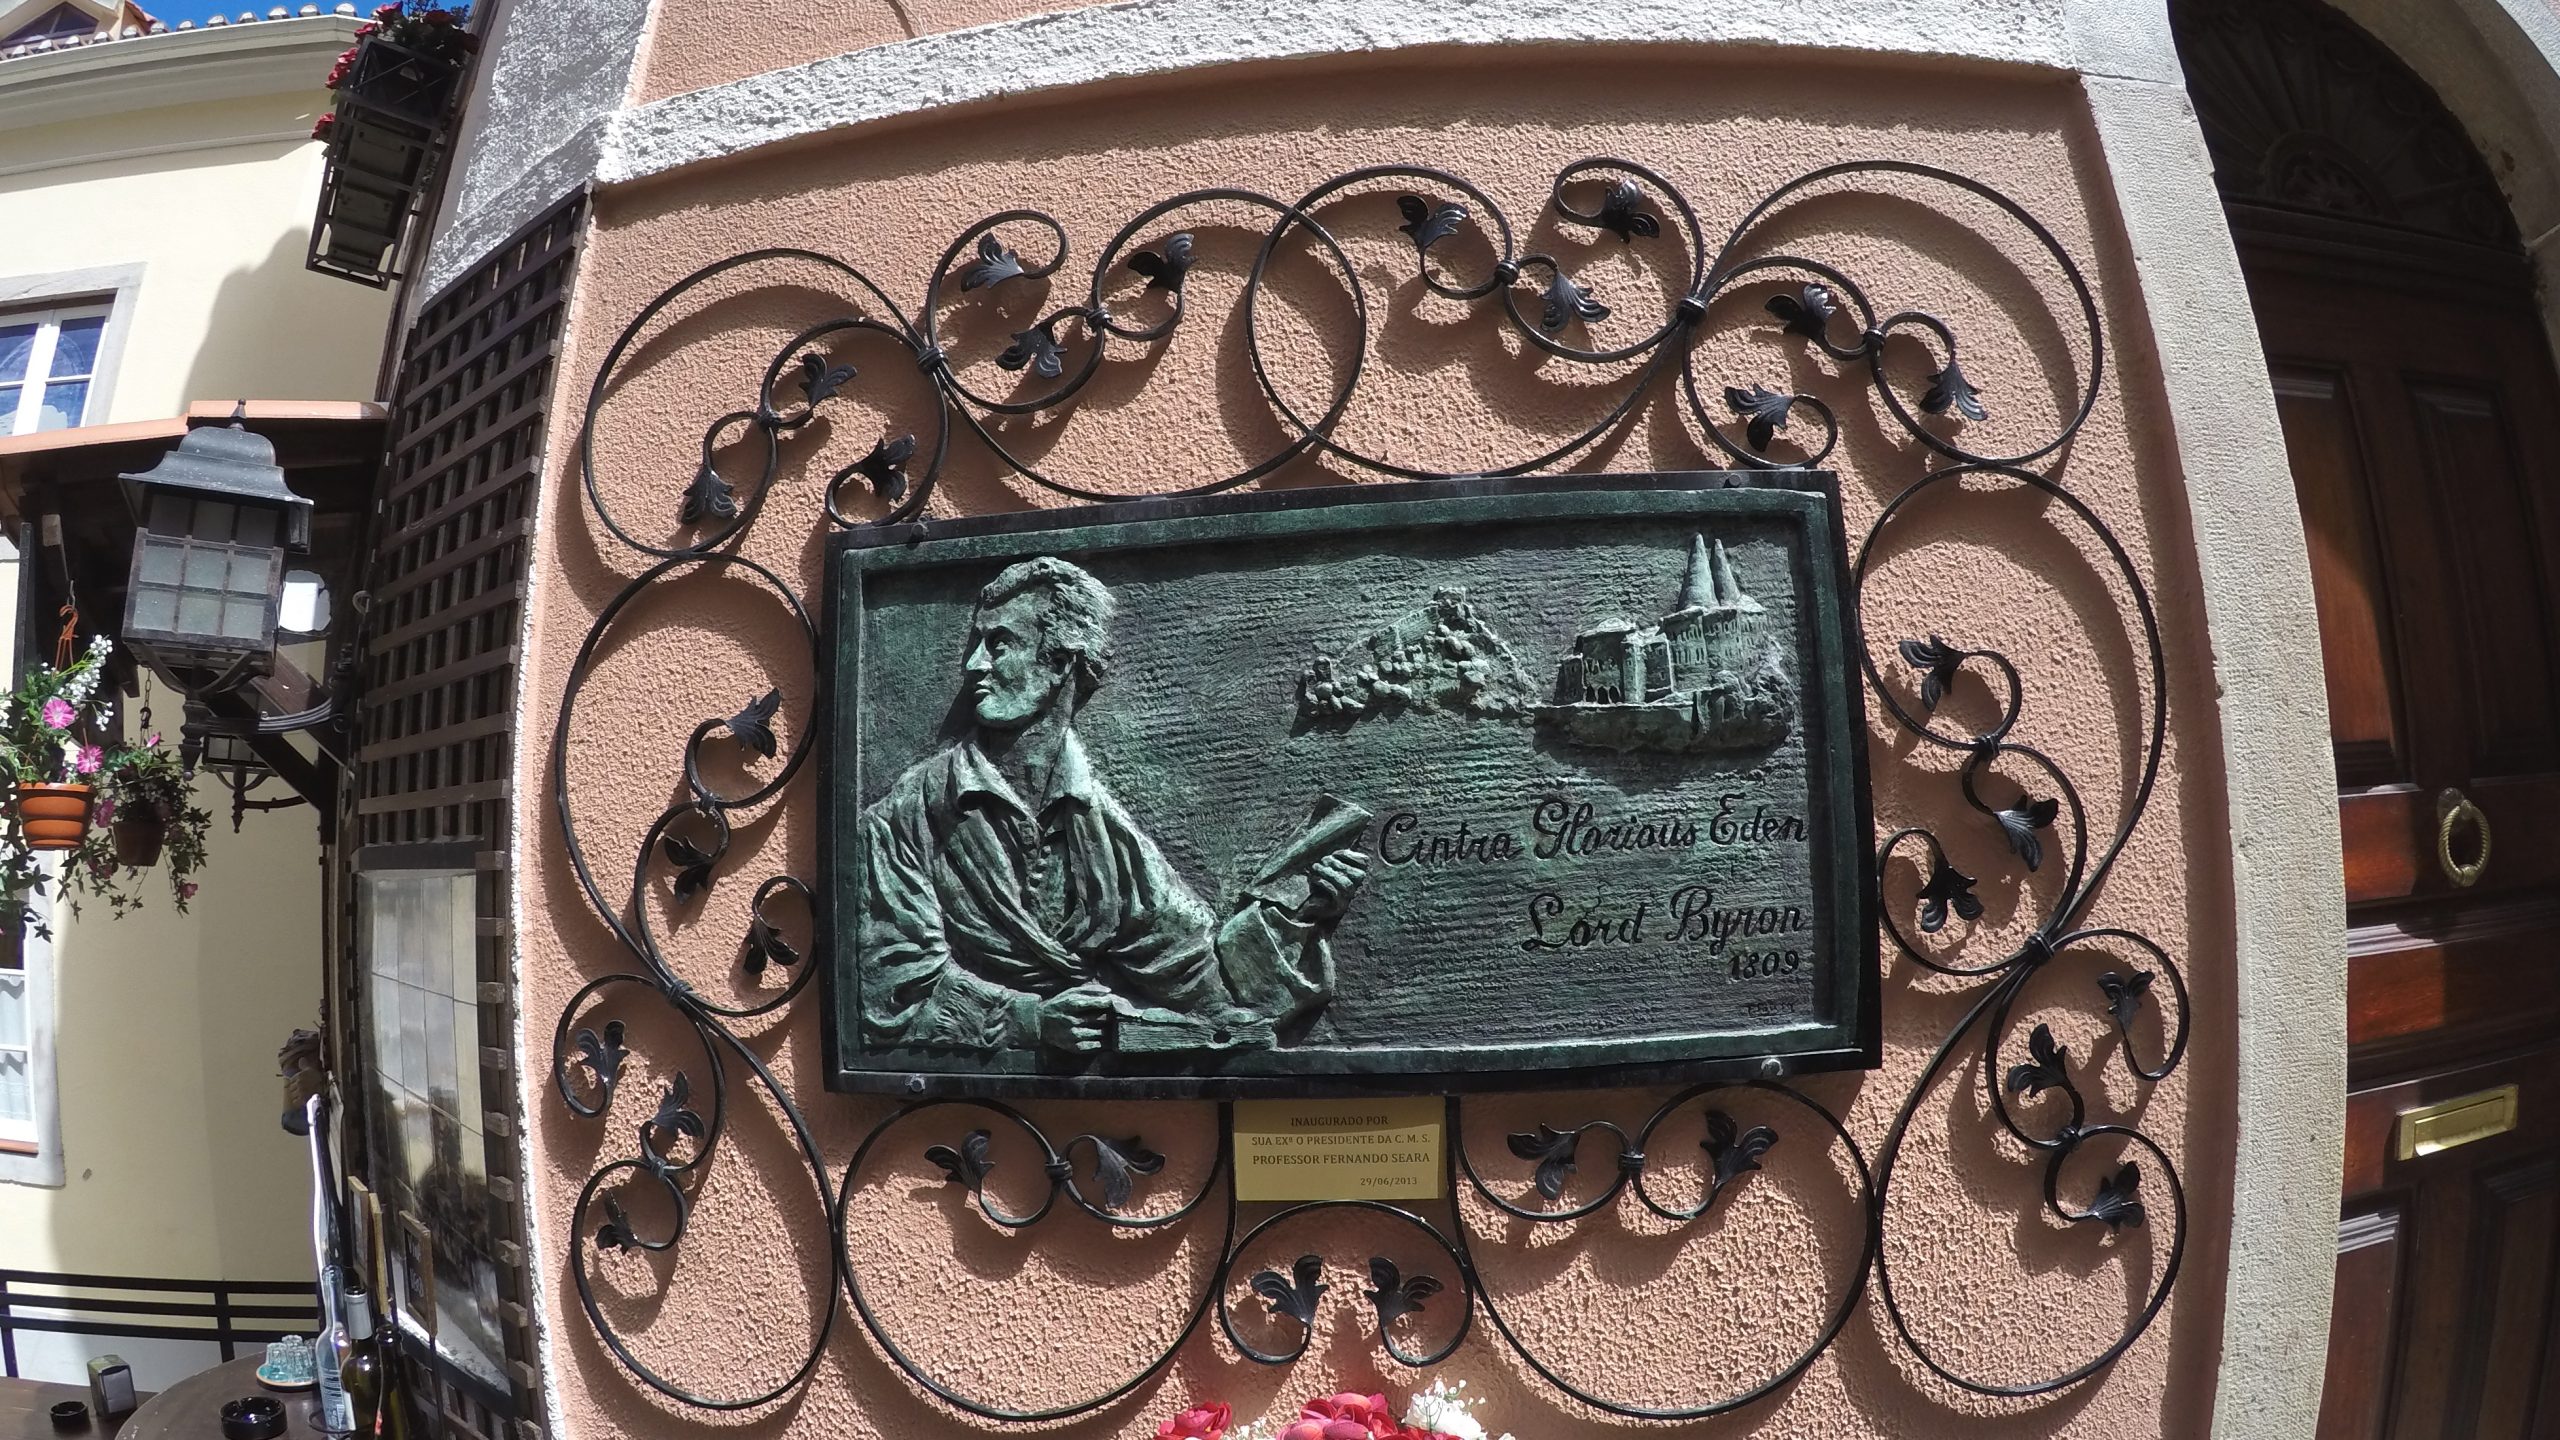 Cintra Glorious Eden
Lord Byron
1809
INAUGURADO POR
SUA EXª O PRESIDENTE DA C. M. S.
PROFESSOR FERNANDO SEARA
29/06/2013